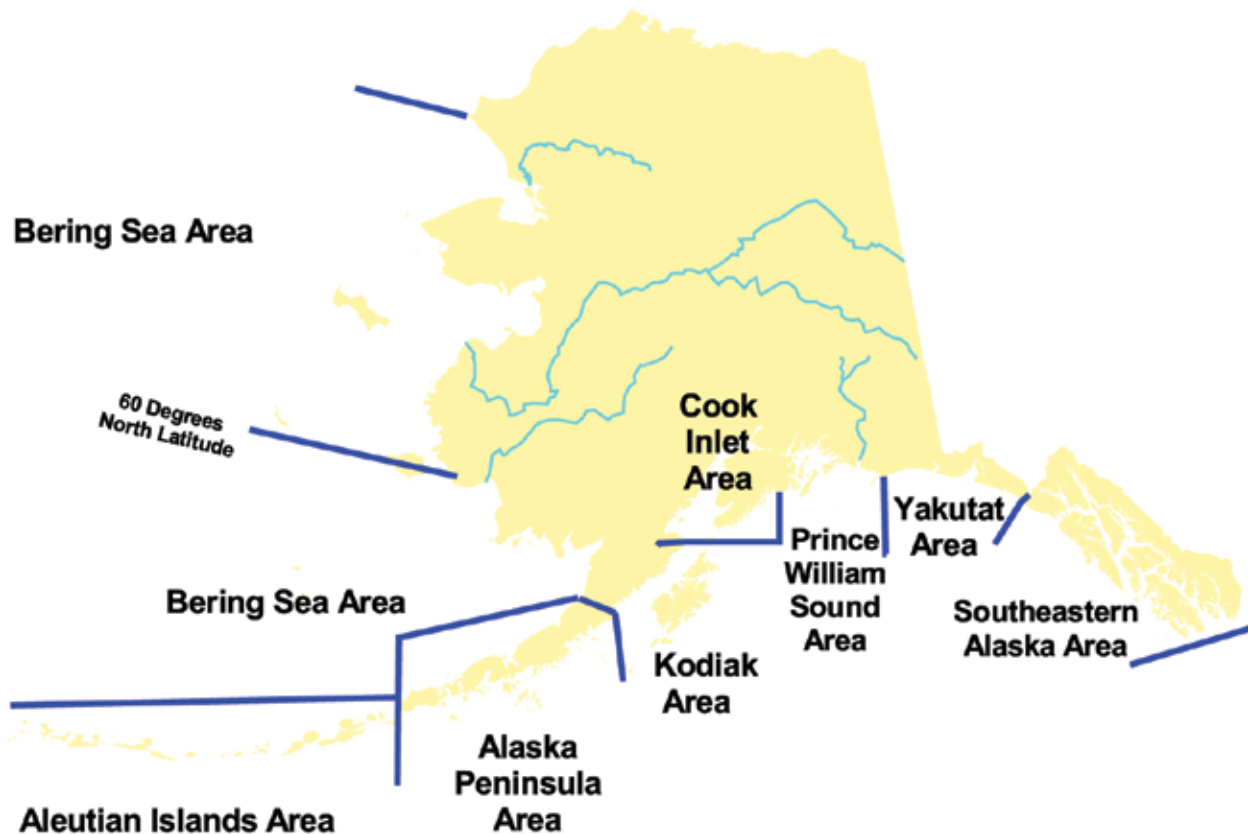 Bering Sea Area
60 Degrees
North Latitude
Cook
Inlet
Area
Yakutat
Area
Prince
William
Sound
Area
Bering Sea Area
Southeastern
Alaska Area
Kodiak
Area
Alaska
Peninsula
Area
Aleutian Islands Area